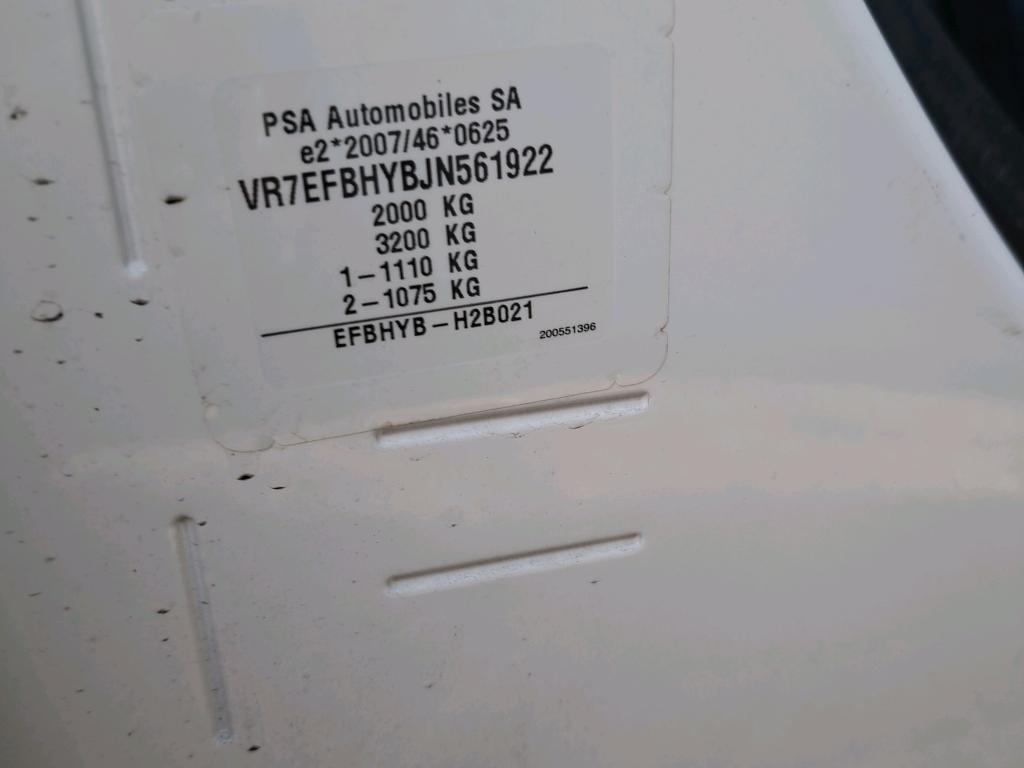 PSA Automobiles SA
e2*2007/46*0625
VR7EFBHYBJN561922
2000 KG
3200 KG
1-1110 KG
2-1075 KG
EFBHYB-H2B021
200551396